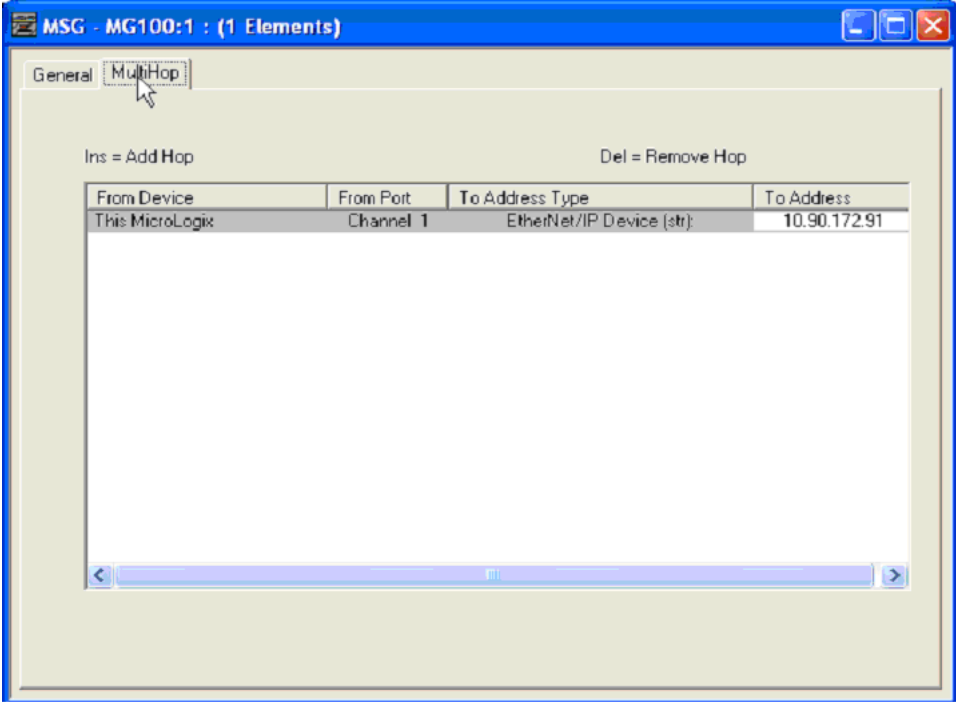 MSG - MG100:1 : (1 Elements)
General MultiHop
Ins = Add Hop Del = Remove Hop
From Device From Port To Address Type To Address
This MicroLogix Channel 1 EtherNet/IP Device (str): 10.90.172.91